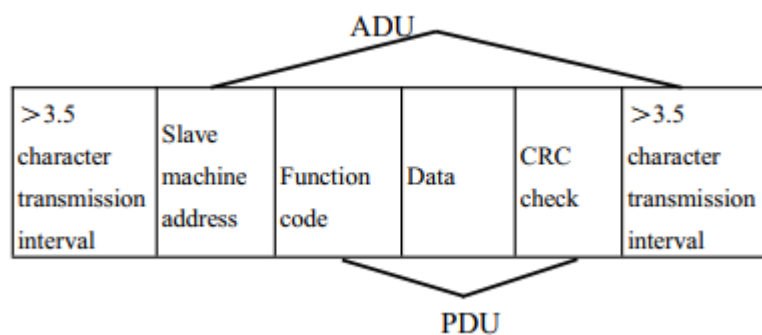 ADU
>3.5
character
transmission
interval
Slave
machine
address
Function
code
Data
CRC
check
>3.5
character
transmission
interval
PDU